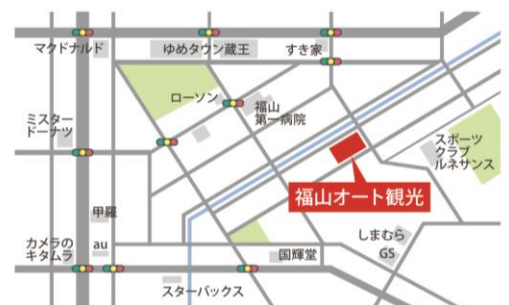 マクドナルド
ゆめタウン蔵王
すき家
ローソン
福山
第一病院
ミスター
ドーナツ
スポーツ
クラブ
ルネサンス
福山オート観光
甲羅
しまむら
GS
カメラの
キタムラ
au
国輝堂
スターバックス